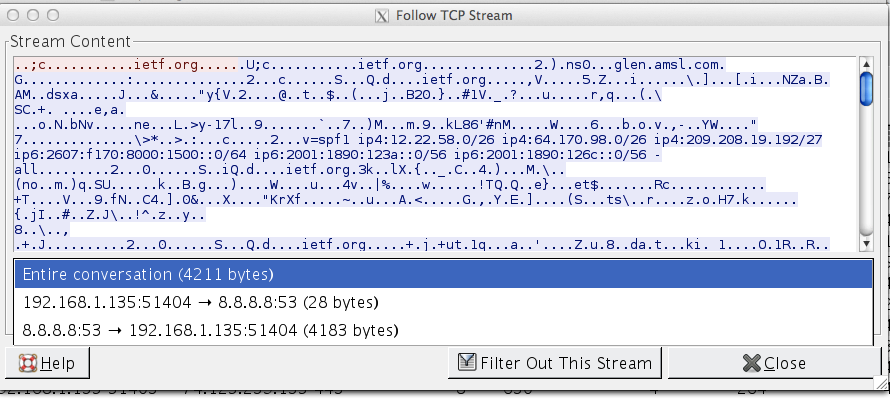 Follow TCP Stream
Stream Content
..;c...........ietf.org......U;c...........ietf.org..............2.).ns0...glen.amsl.com.
G............:..............2...c......S...Q.d....ietf.org.....,V.....5.Z...i......\.]...[.i...NZa.B.
AM..dsxa.....J...&....."y{V.2....@..t..$..(...j..B20.}..#1V_.?...u.....r,q...(.\
SC.+. ....e,a.
...o.N.bNv.....ne...L.>y-17l..9.......`..7..)M...m.9..kL86'#nM.....W....6...b.o.v.,-..YW...."
7..............\>*..>.:...c.....2...v=spf1 ip4:12.22.58.0/26 ip4:64.170.98.0/26 ip4:209.208.19.192/27
ip6:2607:f170:8000:1500::0/64 ip6:2001:1890:123a::0/56 ip6:2001:1890:126c::0/56 -
all.........2...0......S..iQ.d....ietf.org.3k..lX.{.._.C..4.)...M.\..
(no..m.)q.SU......k..B.g...)....W....u...4v..|%....w......!TQ.Q..e}...et$.......Rc............
+T....V...9.fN..C4.].O&...X...."KrXf.....~..u...A.<.....G.,.Y.E.]....(S...ts\..r....z.o.H7.k......
{.jI..#..Z.J\..!^.z..y..
8..\..,
.+.J..........2...0......S...Q.d....ietf.org.....+.j.+ut.1q...a..'....Z.u.8..da.t...ki. 1....O.1R..R..
Entire conversation (4211 bytes)
192.168.1.135:51404 → 8.8.8.8:53 (28 bytes)
8.8.8.8:53 → 192.168.1.135:51404 (4183 bytes)
Help
Filter Out This Stream
Close